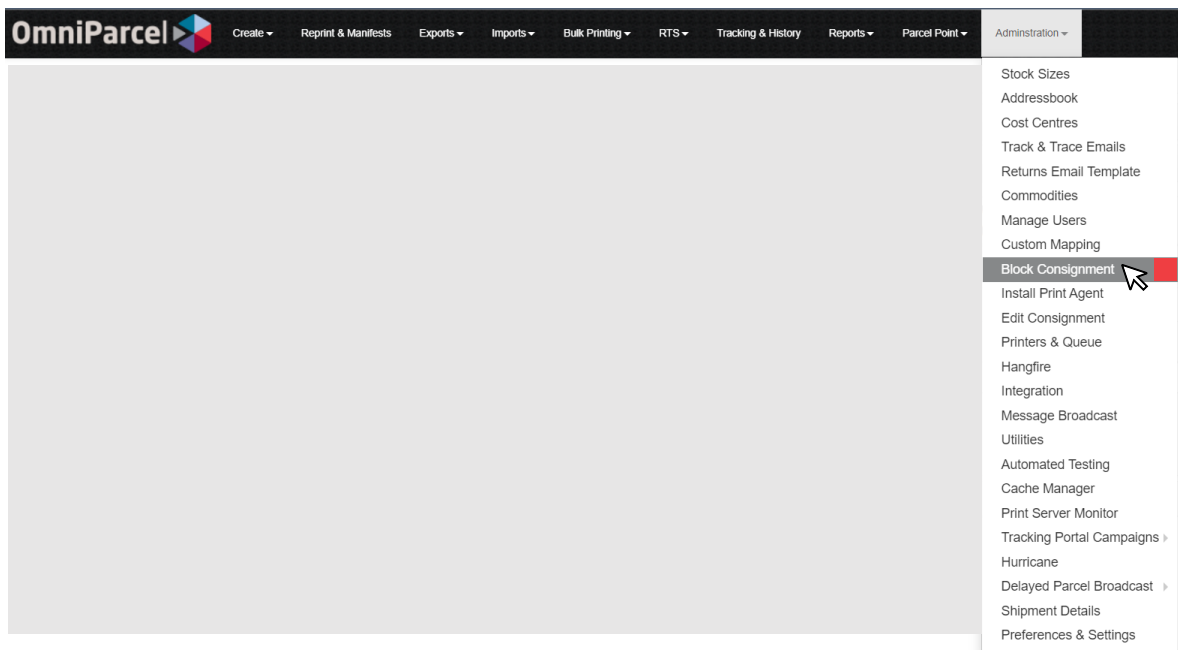 OmniParcel Create Reprint & Manifests Exports Imports Bulk Printing RTS Tracking & History Reports Parcel Point Adminstration
Stock Sizes
Addressbook
Cost Centres
Track & Trace Emails
Returns Email Template
Commodities
Manage Users
Custom Mapping
Block Consignment
Install Print Agent
Edit Consignment
Printers & Queue
Hangfire
Integration
Message Broadcast
Utilities
Automated Testing
Cache Manager
Print Server Monitor
Tracking Portal Campaigns
Hurricane
Delayed Parcel Broadcast
Shipment Details
Preferences & Settings